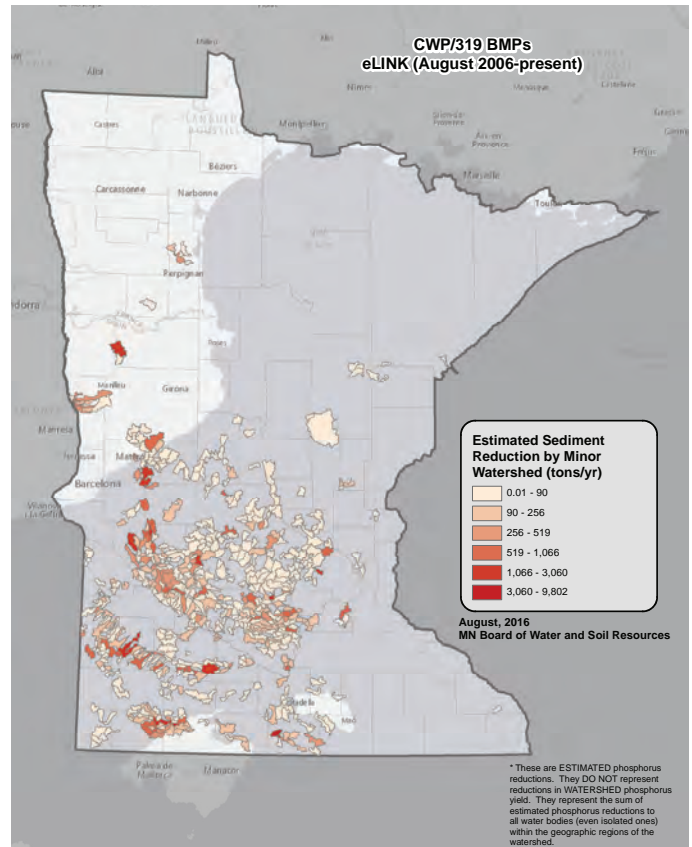 CWP/319 BMPs
eLINK (August 2006-present)
Montpellier
Béziers
Marseille
Carcassonne
Narbonne
Perpignan
Manlleu
Girona
Barcelona
Estimated Sediment
Reduction by Minor
Watershed (tons/yr)
0.01 - 90
90 - 256
256 - 519
519 - 1,066
1,066 - 3,060
3,060 - 9,802
August, 2016
MN Board of Water and Soil Resources
Palma de
Mallorca
Manacor
* These are ESTIMATED phosphorus
reductions. They DO NOT represent
reductions in WATERSHED phosphorus
yield. They represent the sum of
estimated phosphorus reductions to
all water bodies (even isolated ones)
within the geographic regions of the
watershed.